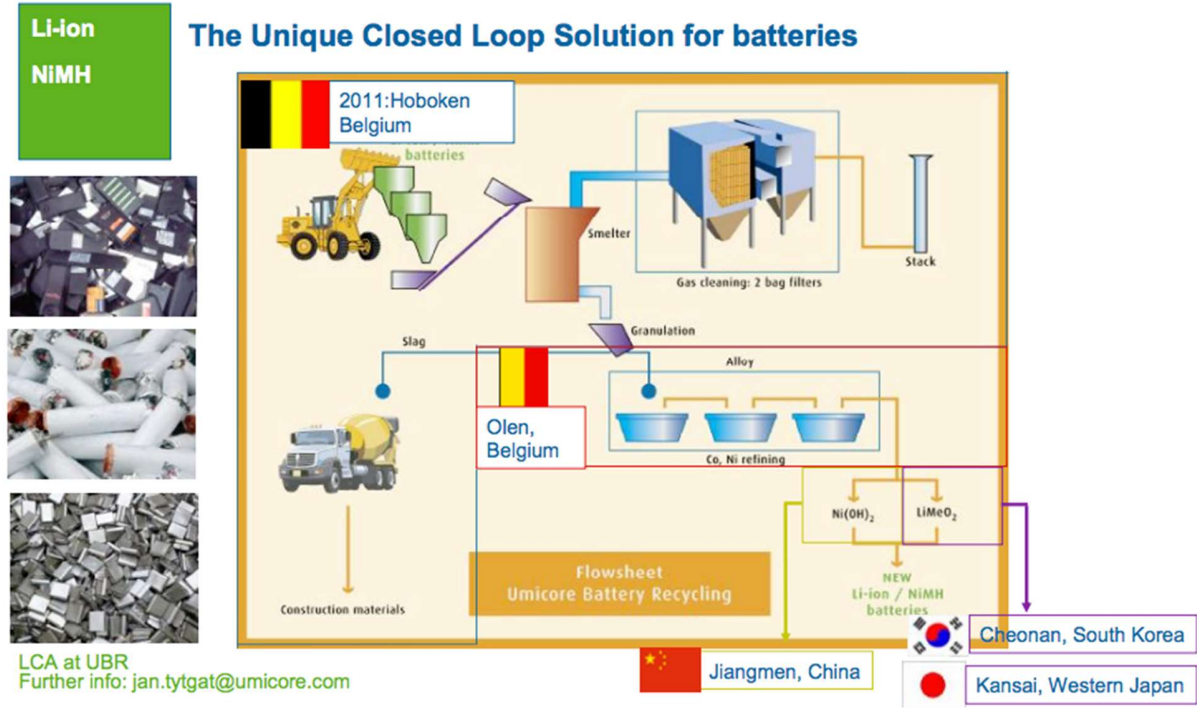 Li-ion
NiMH
The Unique Closed Loop Solution for batteries
2011:Hoboken
Belgium
batteries
Smelter
Gas cleaning: 2 bag filters
Stack
Granulation
Slag
Alloy
Olen,
Belgium
Co, Ni refining
Ni(OH)₂
LiMeO₂
Flowsheet
Umicore Battery Recycling
NEW
Li-ion / NiMH
batteries
Construction materials
Cheonan, South Korea
Jiangmen, China
Kansai, Western Japan
LCA at UBR
Further info: jan.tytgat@umicore.com